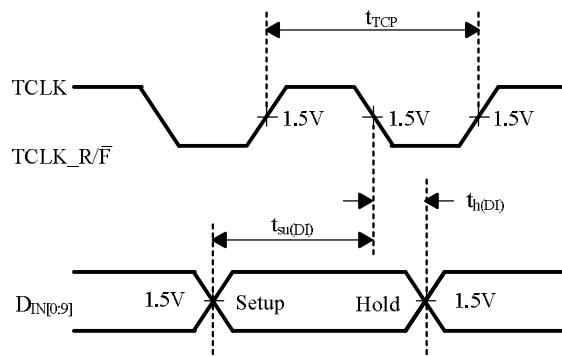 tTCP
TCLK
1.5V 1.5V 1.5V
TCLK_R/F̅
th(DI)
tsu(DI)
DIN[0:9] 1.5V Setup Hold 1.5V